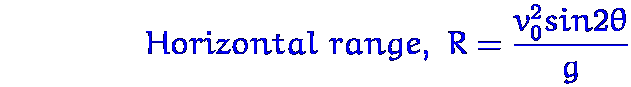 Horizontal range, R = v₀²sin2θ / g